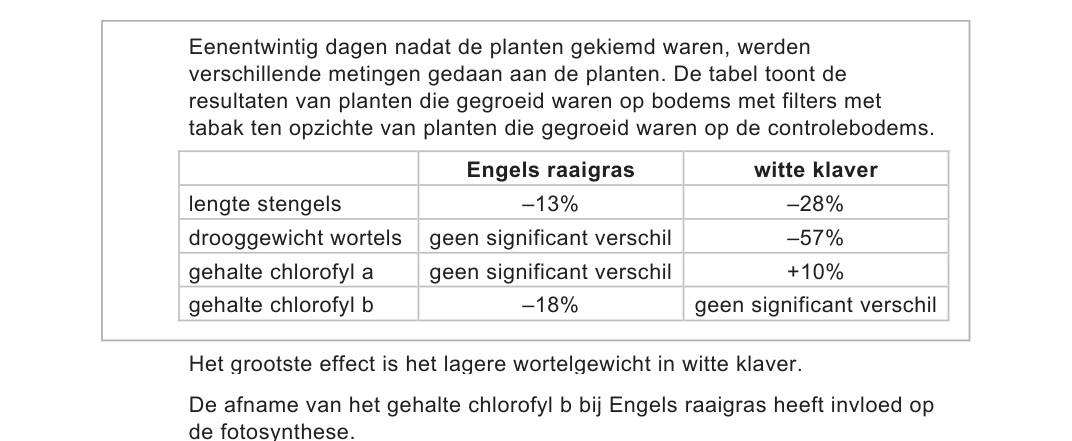 Eenentwintig dagen nadat de planten gekiemd waren, werden
verschillende metingen gedaan aan de planten. De tabel toont de
resultaten van planten die gegroeid waren op bodems met filters met
tabak ten opzichte van planten die gegroeid waren op de controlebodems.
Engels raaigras witte klaver
lengte stengels –13% –28%
drooggewicht wortels geen significant verschil –57%
gehalte chlorofyl a geen significant verschil +10%
gehalte chlorofyl b –18% geen significant verschil
Het grootste effect is het lagere wortelgewicht in witte klaver.
De afname van het gehalte chlorofyl b bij Engels raaigras heeft invloed op
de fotosynthese.